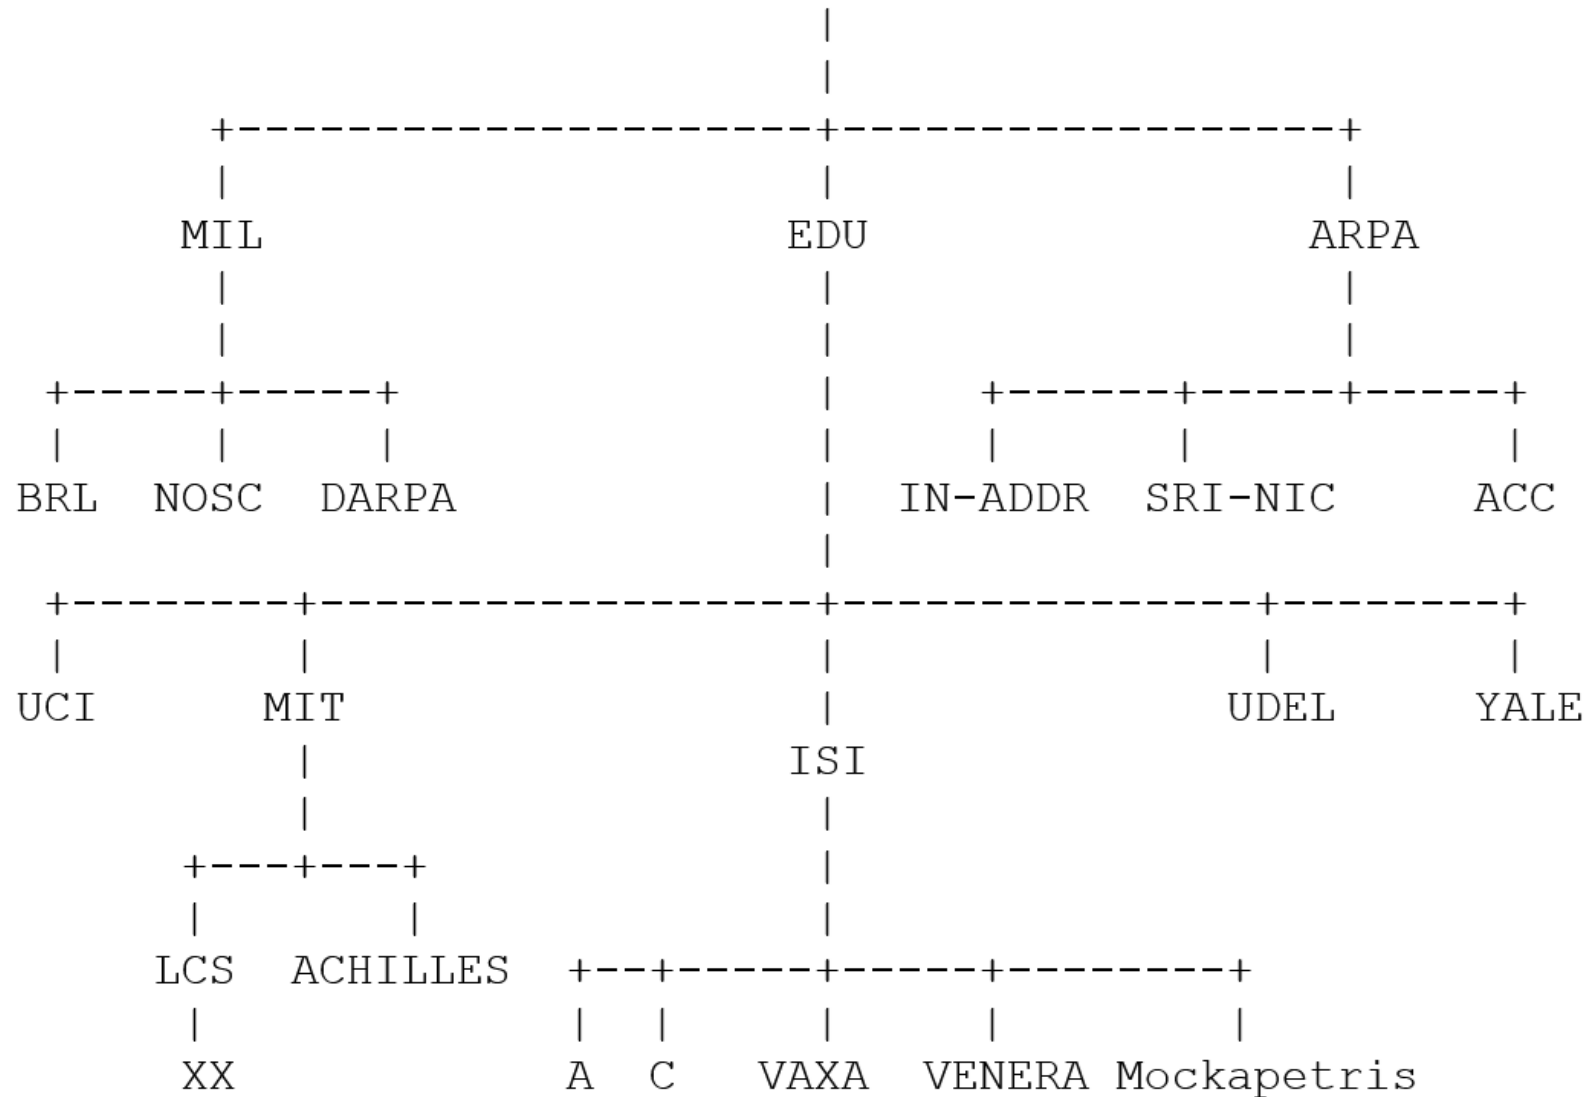 MIL EDU ARPA
BRL NOSC DARPA IN-ADDR SRI-NIC ACC
UCI MIT UDEL YALE
ISI
LCS ACHILLES
XX A C VAXA VENERA Mockapetris